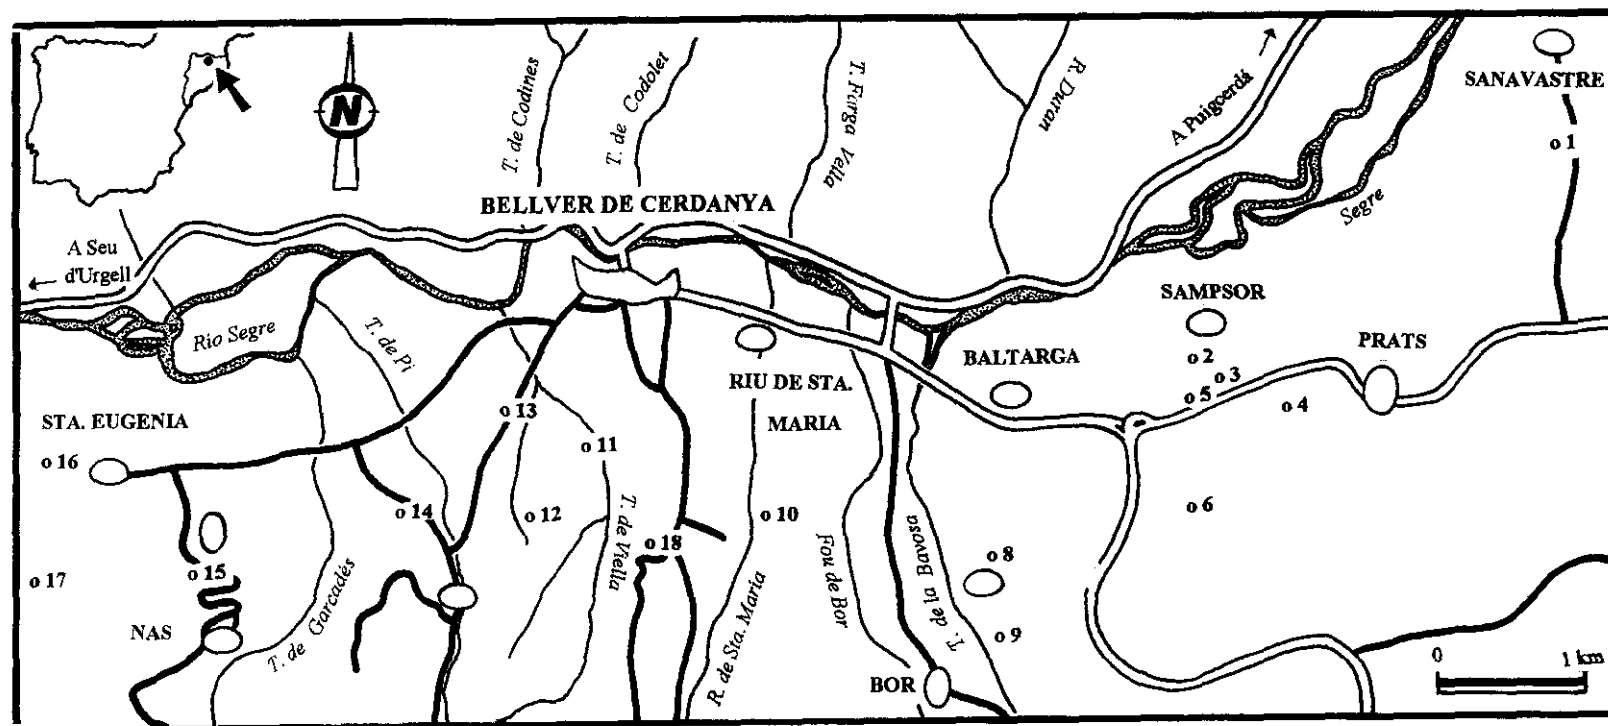 N
T. de Codines
T. de Codolet
T. Farga Vella
R. Duran
A Puigcerdá
SANAVASTRE
o 1
BELLVER DE CERDANYA
Segre
A Seu
d'Urgell
Rio Segre
T. de Pi
SAMPSOR
o 2
o 3
BALTARGA
PRATS
o 5
o 4
RIU DE STA.
MARIA
STA. EUGENIA
o 13
o 11
o 16
o 14
o 12
T. de Viella
o 18
o 10
o 6
Fou de Bor
T. de la Bavosa
o 8
o 17
o 15
NAS
T. de Garcadés
R. de Sta. Maria
o 9
BOR
0 1 km